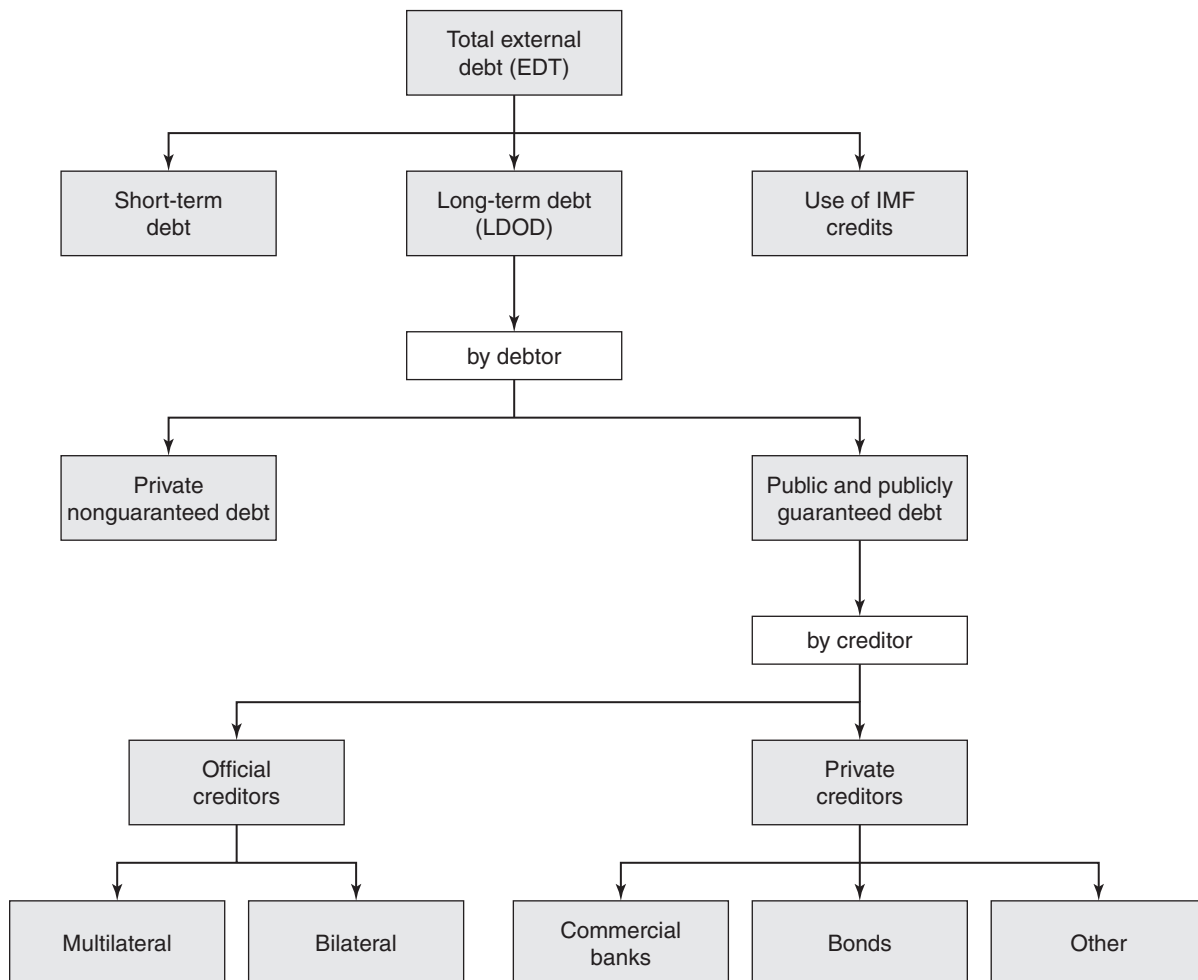 Total external
debt (EDT)
Short-term
debt
Long-term debt
(LDOD)
Use of IMF
credits
by debtor
Private
nonguaranteed debt
Public and publicly
guaranteed debt
by creditor
Official
creditors
Private
creditors
Multilateral
Bilateral
Commercial
banks
Bonds
Other